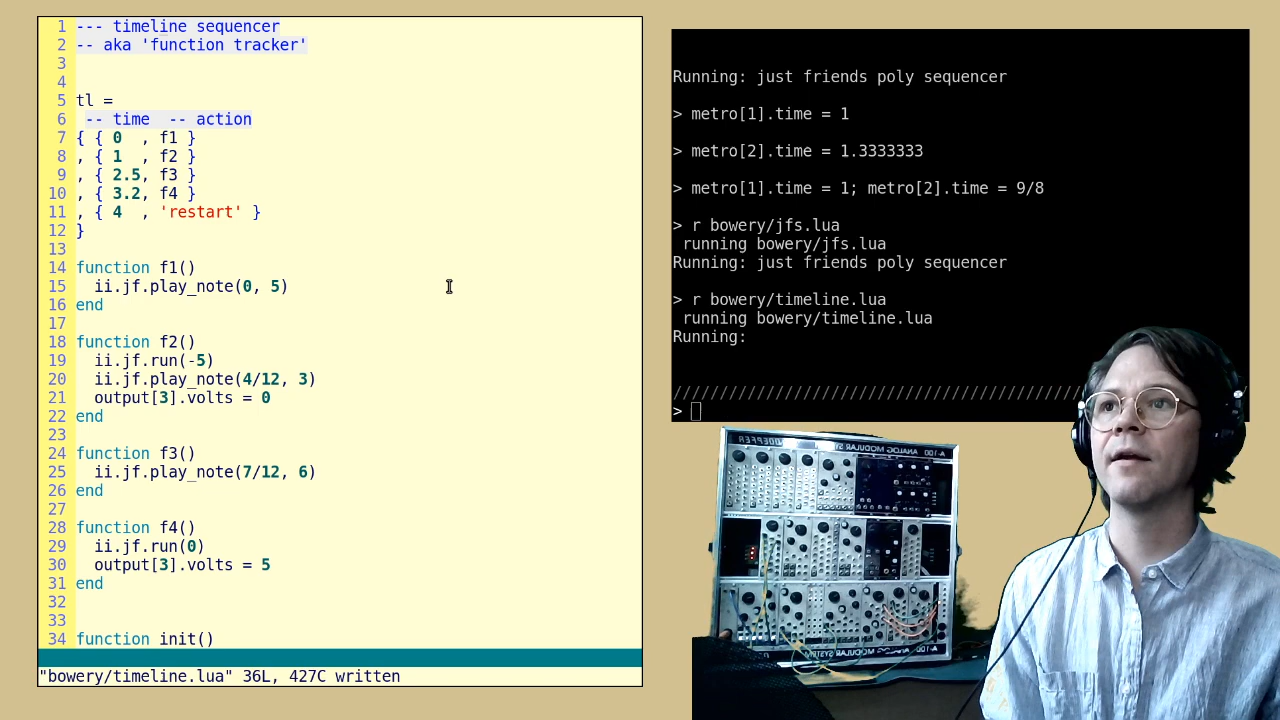 1 --- timeline sequencer
2 -- aka 'function tracker'
3
4
5 tl =
6 -- time -- action
7 { { 0 , f1 }
8 , { 1 , f2 }
9 , { 2.5, f3 }
10 , { 3.2, f4 }
11 , { 4 , 'restart' }
12 }
13
14 function f1()
15 ii.jf.play_note(0, 5)
16 end
17
18 function f2()
19 ii.jf.run(-5)
20 ii.jf.play_note(4/12, 3)
21 output[3].volts = 0
22 end
23
24 function f3()
25 ii.jf.play_note(7/12, 6)
26 end
27
28 function f4()
29 ii.jf.run(0)
30 output[3].volts = 5
31 end
32
33
34 function init()
"bowery/timeline.lua" 36L, 427C written
Running: just friends poly sequencer
> metro[1].time = 1
> metro[2].time = 1.3333333
> metro[1].time = 1; metro[2].time = 9/8
> r bowery/jfs.lua
running bowery/jfs.lua
Running: just friends poly sequencer
> r bowery/timeline.lua
running bowery/timeline.lua
Running:
////////////////////////////////////////////
>
DOEPFER
ANALOG MODULAR SYSTEM A-100
ANALOG MODULAR SYSTEM